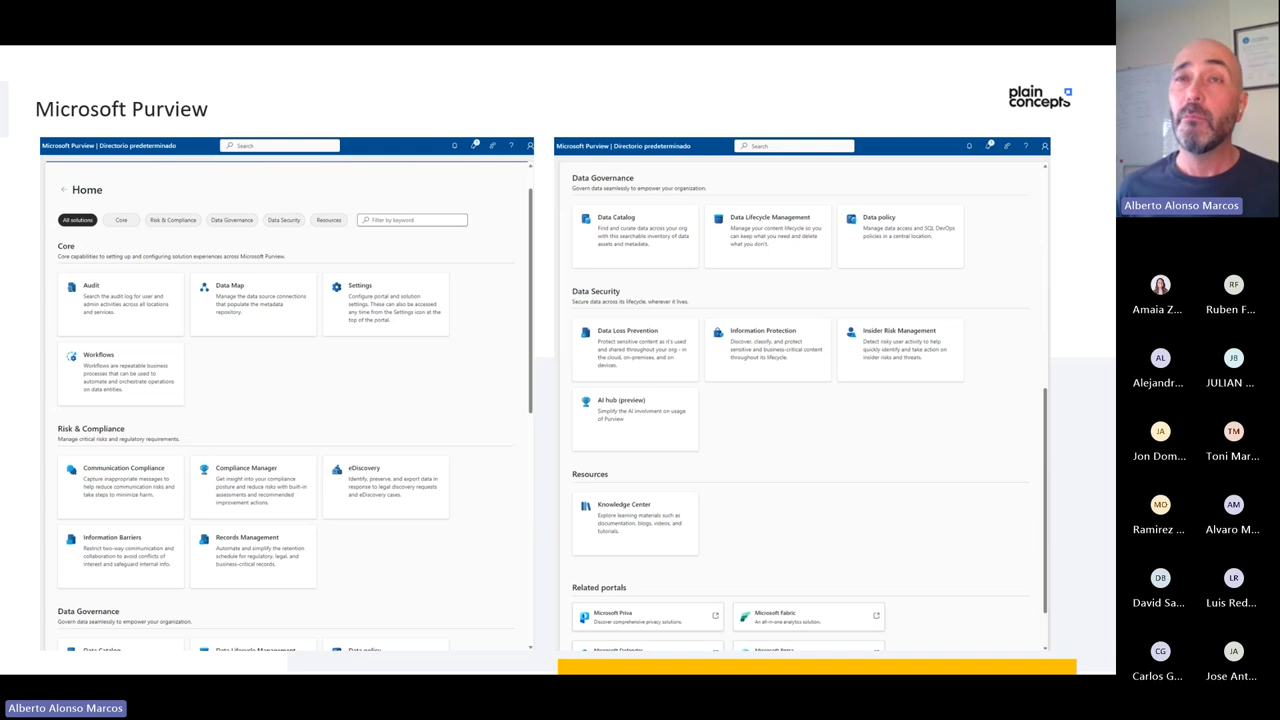 Microsoft Purview
plain
concepts
Microsoft Purview | Directorio predeterminado
Search
?
Home
All solutions
Core
Risk & Compliance
Data Governance
Data Security
Resources
Filter by keyword
Core
Core capabilities to setting up and configuring solution experiences across Microsoft Purview.
Audit
Search the audit log for user and
admin activities across all locations
and services.
Data Map
Manage the data source connections
that populate the metadata
repository.
Settings
Configure portal and solution
settings. These can also be accessed
any time from the Settings icon at the
top of the portal.
Workflows
Workflows are repeatable business
processes that can be used to
automate and orchestrate operations
on data entities.
Risk & Compliance
Manage critical risks and regulatory requirements.
Communication Compliance
Capture inappropriate messages to
help reduce communication risks and
take steps to minimize harm.
Compliance Manager
Get insight into your compliance
posture and reduce risks with built-in
assessments and recommended
improvement actions.
eDiscovery
Identify, preserve, and export data in
response to legal discovery requests
and eDiscovery cases.
Information Barriers
Restrict two-way communication and
collaboration to avoid conflicts of
interest and safeguard internal info.
Records Management
Automate and simplify the retention
schedule for regulatory, legal, and
business-critical records.
Data Governance
Govern data seamlessly to empower your organization.
Data Catalog
Data Lifecycle Management
Data policy
Microsoft Purview | Directorio predeterminado
Search
?
Data Governance
Govern data seamlessly to empower your organization.
Data Catalog
Find and curate data across your org
with this searchable inventory of data
assets and metadata.
Data Lifecycle Management
Manage your content lifecycle so you
can keep what you need and delete
what you don't.
Data policy
Manage data access and SQL DevOps
policies in a central location.
Data Security
Secure data across its lifecycle, wherever it lives.
Data Loss Prevention
Protect sensitive content as it's used
and shared throughout your org - in
the cloud, on-premises, and on
devices.
Information Protection
Discover, classify, and protect
sensitive and business-critical content
throughout its lifecycle.
Insider Risk Management
Detect risky user activity to help
quickly identify and take action on
insider risks and threats.
AI hub (preview)
Simplify the AI involvment on usage
of Purview
Resources
Knowledge Center
Explore learning materials such as
documentation, blogs, videos, and
tutorials.
Related portals
Microsoft Priva
Discover comprehensive privacy solutions.
Microsoft Fabric
An all-in-one analytics solution.
Alberto Alonso Marcos
Amaia Z...
RF
Ruben F...
AL
Alejandr...
JB
JULIAN ...
JA
Jon Dom...
TM
Toni Mar...
MO
Ramirez ...
AM
Alvaro M...
DB
David Sa...
LR
Luis Red...
CG
Carlos G...
JA
Jose Ant...
Alberto Alonso Marcos